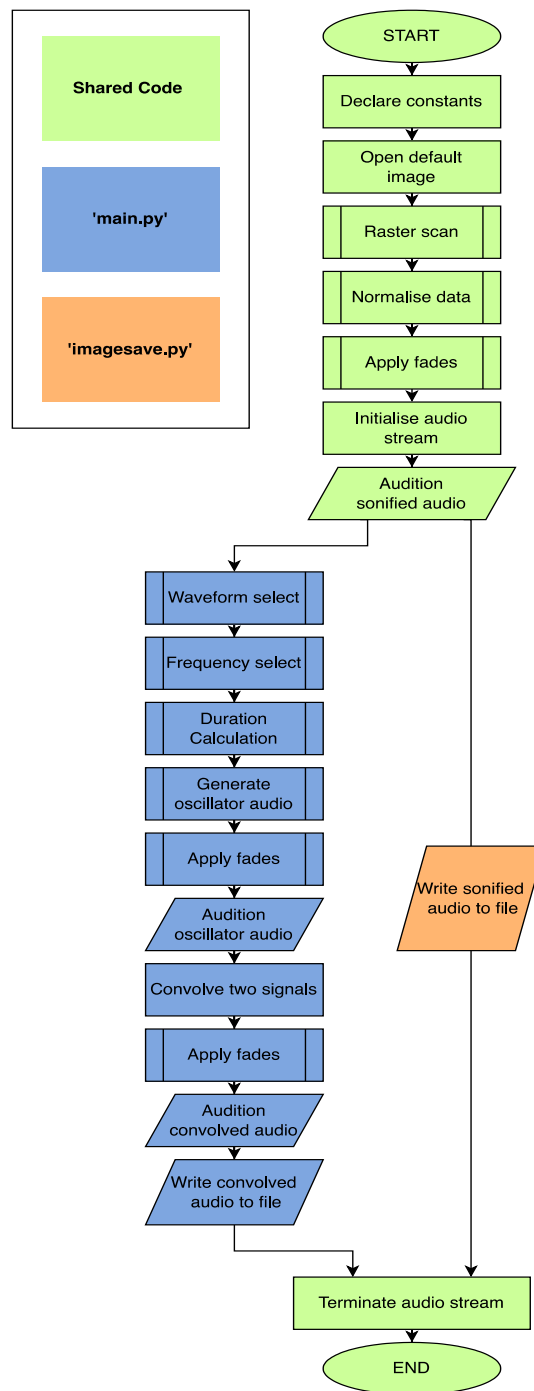 Shared Code
'main.py'
'imagesave.py'
START
Declare constants
Open default
image
Raster scan
Normalise data
Apply fades
Initialise audio
stream
Audition
sonified audio
Waveform select
Frequency select
Duration
Calculation
Generate
oscillator audio
Apply fades
Audition
oscillator audio
Convolve two signals
Apply fades
Audition
convolved audio
Write convolved
audio to file
Write sonified
audio to file
Terminate audio stream
END